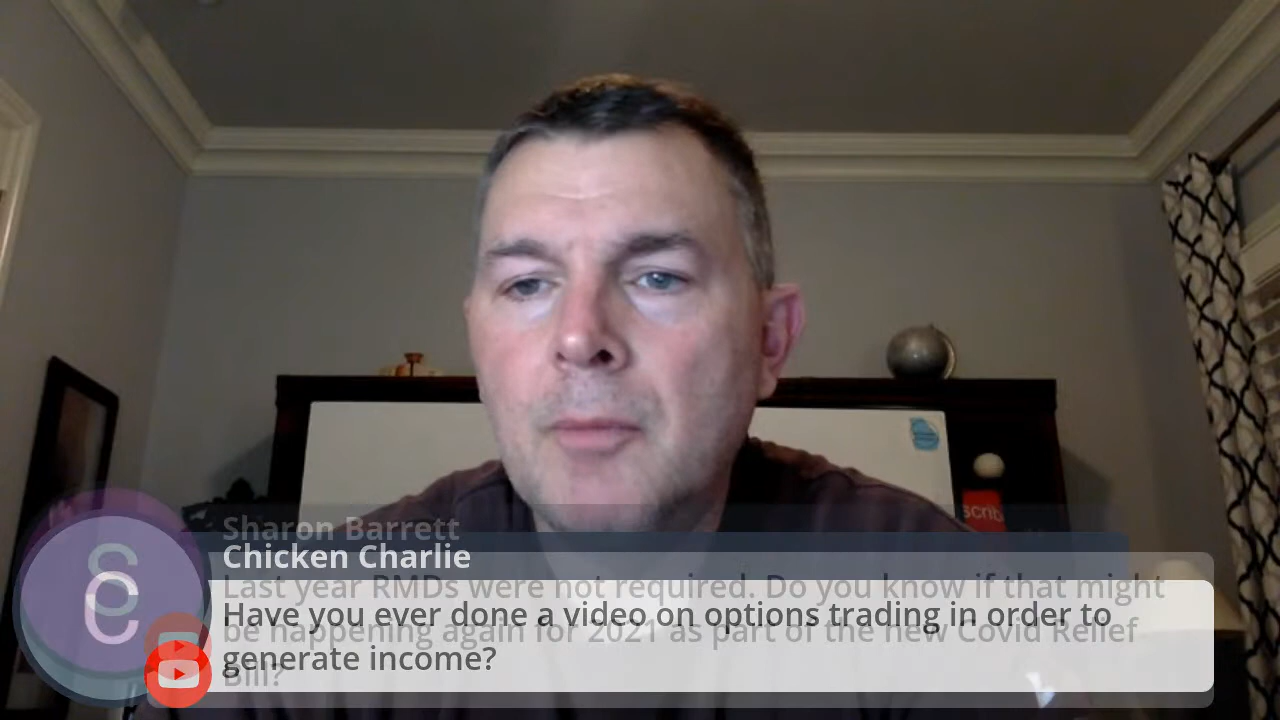 Sharon Barrett
Last year RMDs were not required. Do you know if that might
be happening again for 2021 as part of the new Covid Relief
Bill?
S
Chicken Charlie
Have you ever done a video on options trading in order to
generate income?
C
scrib